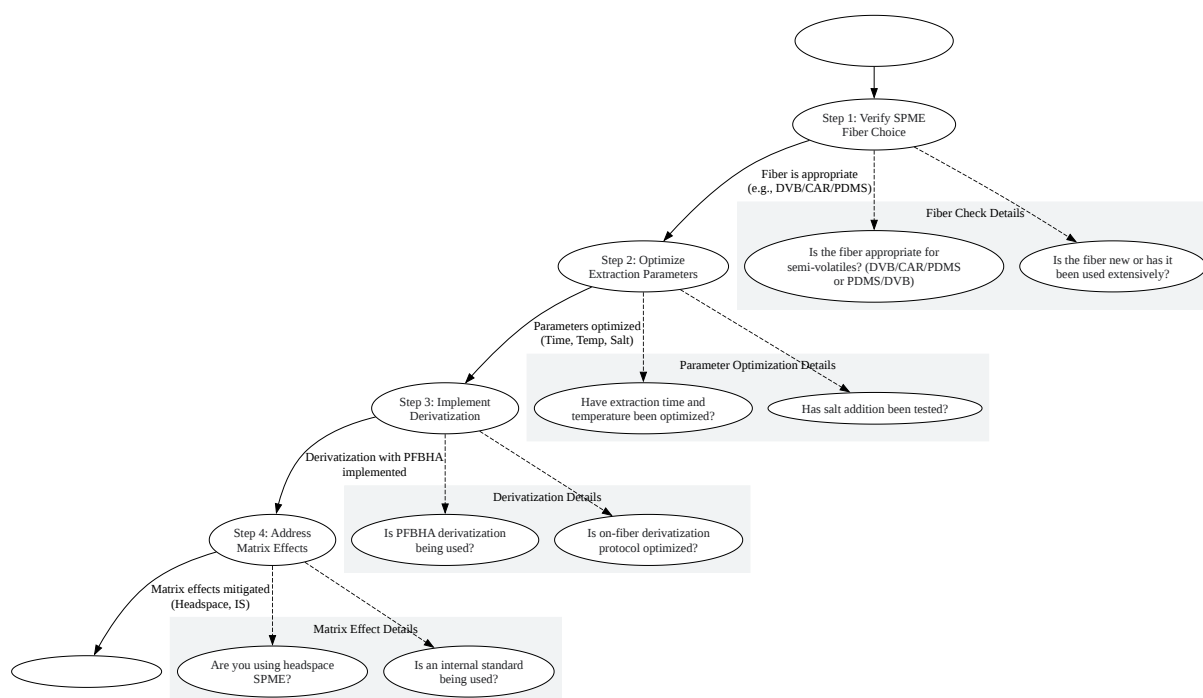 Step 1: Verify SPME
Fiber Choice
Fiber is appropriate
(e.g., DVB/CAR/PDMS)
Fiber Check Details
Is the fiber appropriate for
semi-volatiles? (DVB/CAR/PDMS
or PDMS/DVB)
Is the fiber new or has it
been used extensively?
Step 2: Optimize
Extraction Parameters
Parameters optimized
(Time, Temp, Salt)
Parameter Optimization Details
Have extraction time and
temperature been optimized?
Has salt addition been tested?
Step 3: Implement
Derivatization
Derivatization with PFBHA
implemented
Derivatization Details
Is PFBHA derivatization
being used?
Is on-fiber derivatization
protocol optimized?
Step 4: Address
Matrix Effects
Matrix effects mitigated
(Headspace, IS)
Matrix Effect Details
Are you using headspace
SPME?
Is an internal standard
being used?